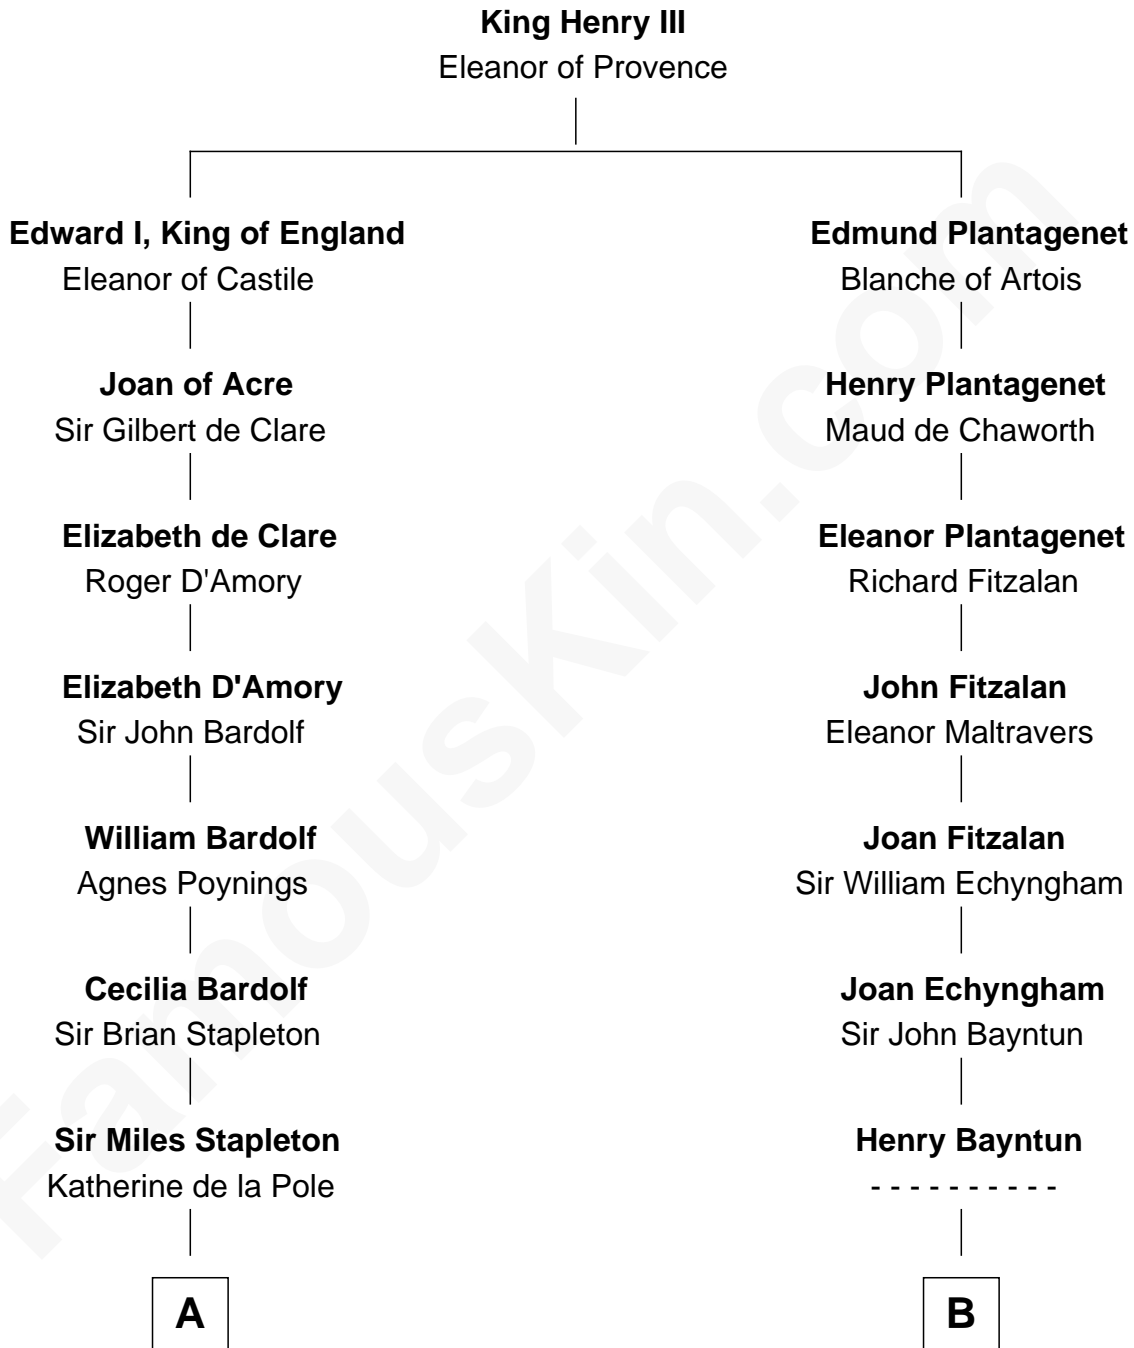 King Henry III
Eleanor of Provence
Edward I, King of England
Eleanor of Castile
Edmund Plantagenet
Blanche of Artois
Joan of Acre
Sir Gilbert de Clare
Henry Plantagenet
Maud de Chaworth
Elizabeth de Clare
Roger D'Amory
Eleanor Plantagenet
Richard Fitzalan
Elizabeth D'Amory
Sir John Bardolf
John Fitzalan
Eleanor Maltravers
William Bardolf
Agnes Poynings
Joan Fitzalan
Sir William Echyngham
Cecilia Bardolf
Sir Brian Stapleton
Joan Echyngham
Sir John Bayntun
Sir Miles Stapleton
Katherine de la Pole
Henry Bayntun
- - - - - - - - - -
A
B
FamousKin.com